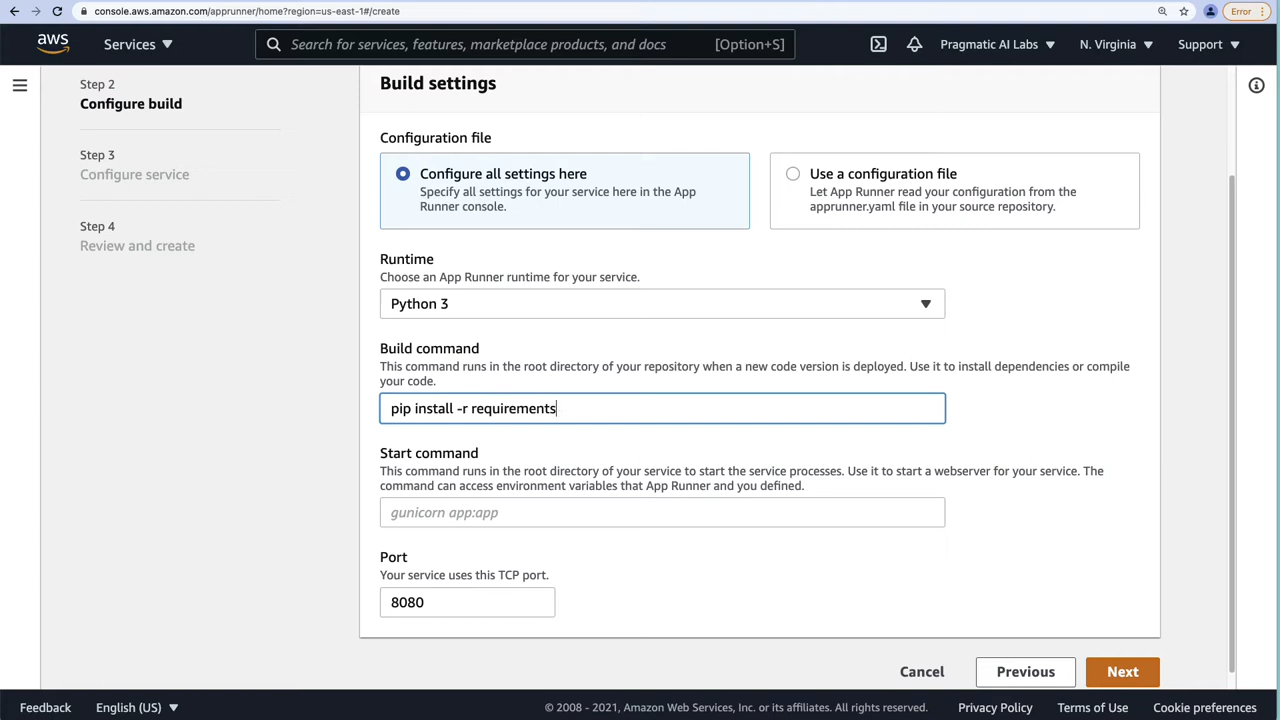 console.aws.amazon.com/apprunner/home?region=us-east-1#/create
Error
aws
Services
Search for services, features, marketplace products, and docs
[Option+S]
Pragmatic AI Labs
N. Virginia
Support
Step 2
Configure build
Step 3
Configure service
Step 4
Review and create
Build settings
Configuration file
Configure all settings here
Specify all settings for your service here in the App
Runner console.
Use a configuration file
Let App Runner read your configuration from the
apprunner.yaml file in your source repository.
Runtime
Choose an App Runner runtime for your service.
Python 3
Build command
This command runs in the root directory of your repository when a new code version is deployed. Use it to install dependencies or compile
your code.
pip install -r requirements
Start command
This command runs in the root directory of your service to start the service processes. Use it to start a webserver for your service. The
command can access environment variables that App Runner and you defined.
gunicorn app:app
Port
Your service uses this TCP port.
8080
Cancel
Previous
Next
Feedback
English (US)
© 2008 - 2021, Amazon Web Services, Inc. or its affiliates. All rights reserved.
Privacy Policy
Terms of Use
Cookie preferences